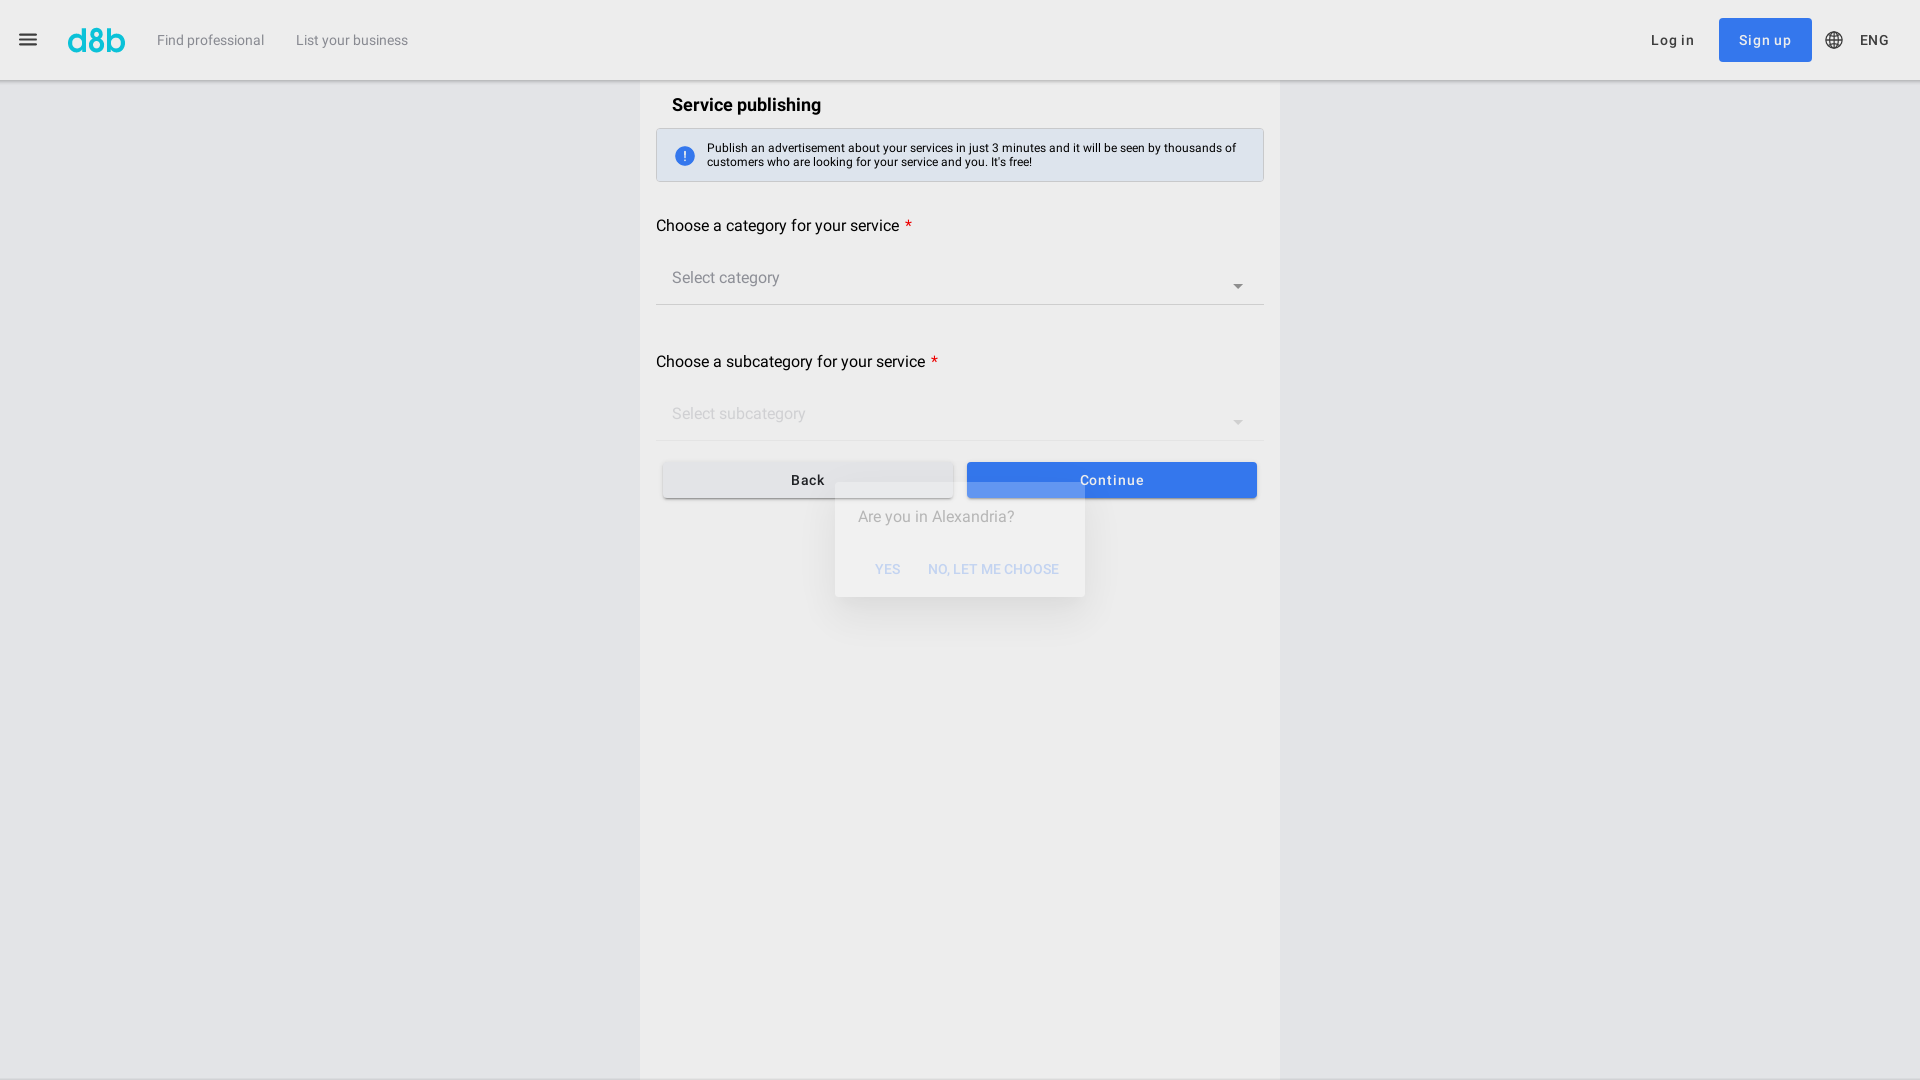 d8b
Find professional
List your business
Log in
Sign up
ENG
Service publishing
Publish an advertisement about your services in just 3 minutes and it will be seen by thousands of
customers who are looking for your service and you. It's free!
Choose a category for your service *
Select category
Choose a subcategory for your service *
Select subcategory
Back
Continue
Are you in Alexandria?
YES
NO, LET ME CHOOSE